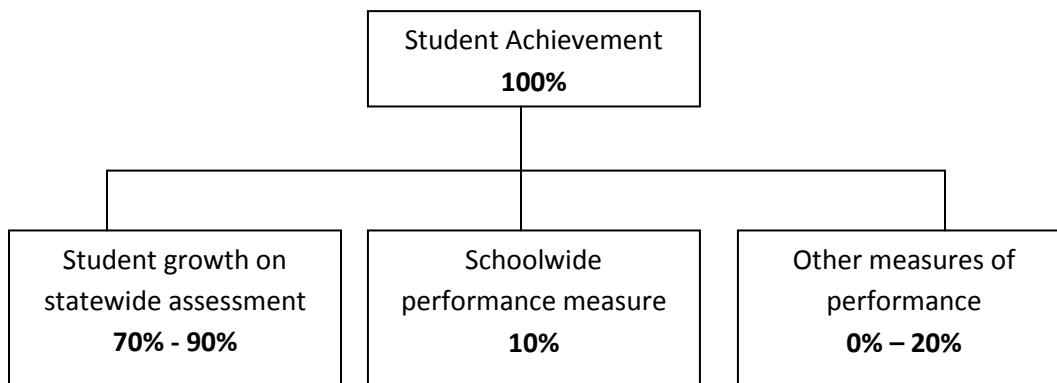 Student Achievement
100%
Student growth on
statewide assessment
70% - 90%
Schoolwide
performance measure
10%
Other measures of
performance
0% – 20%